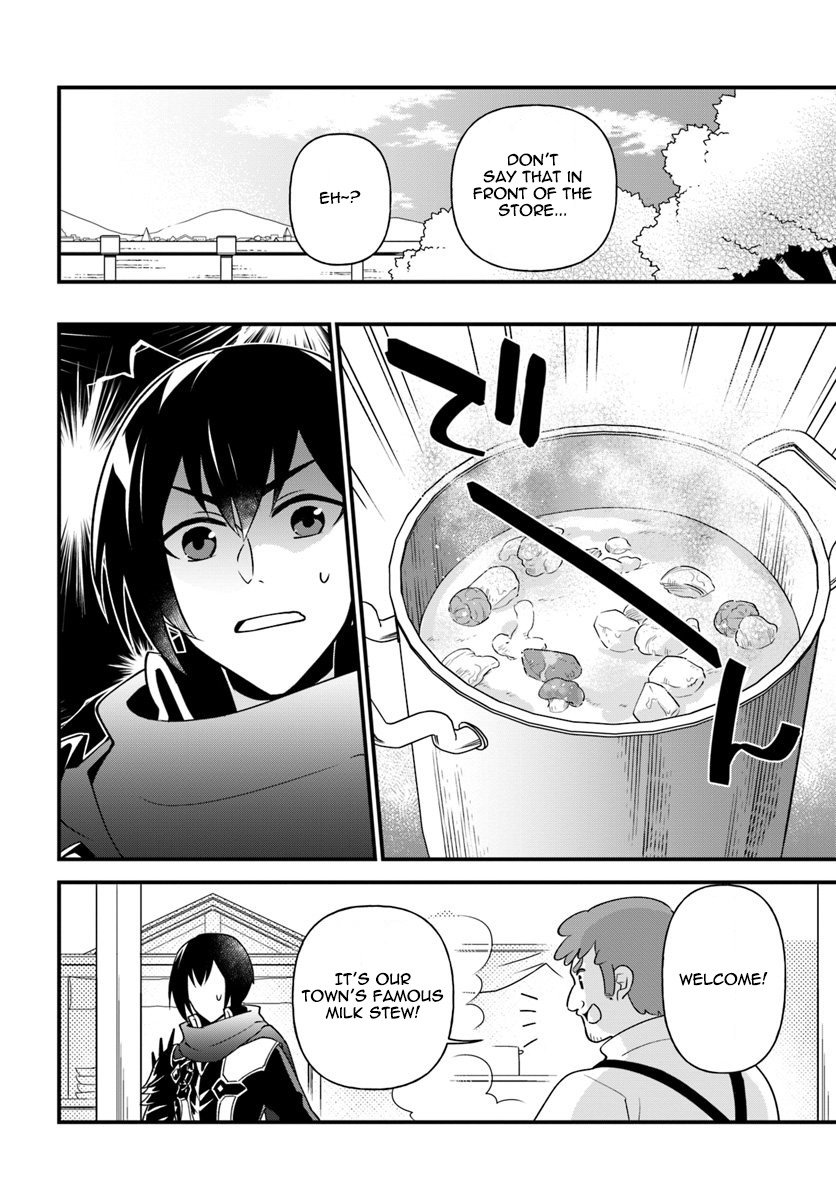 DON'T
SAY THAT IN
FRONT OF THE
STORE...
EH~?
でーん
WELCOME!
IT'S OUR
TOWN'S FAMOUS
MILK STEW!